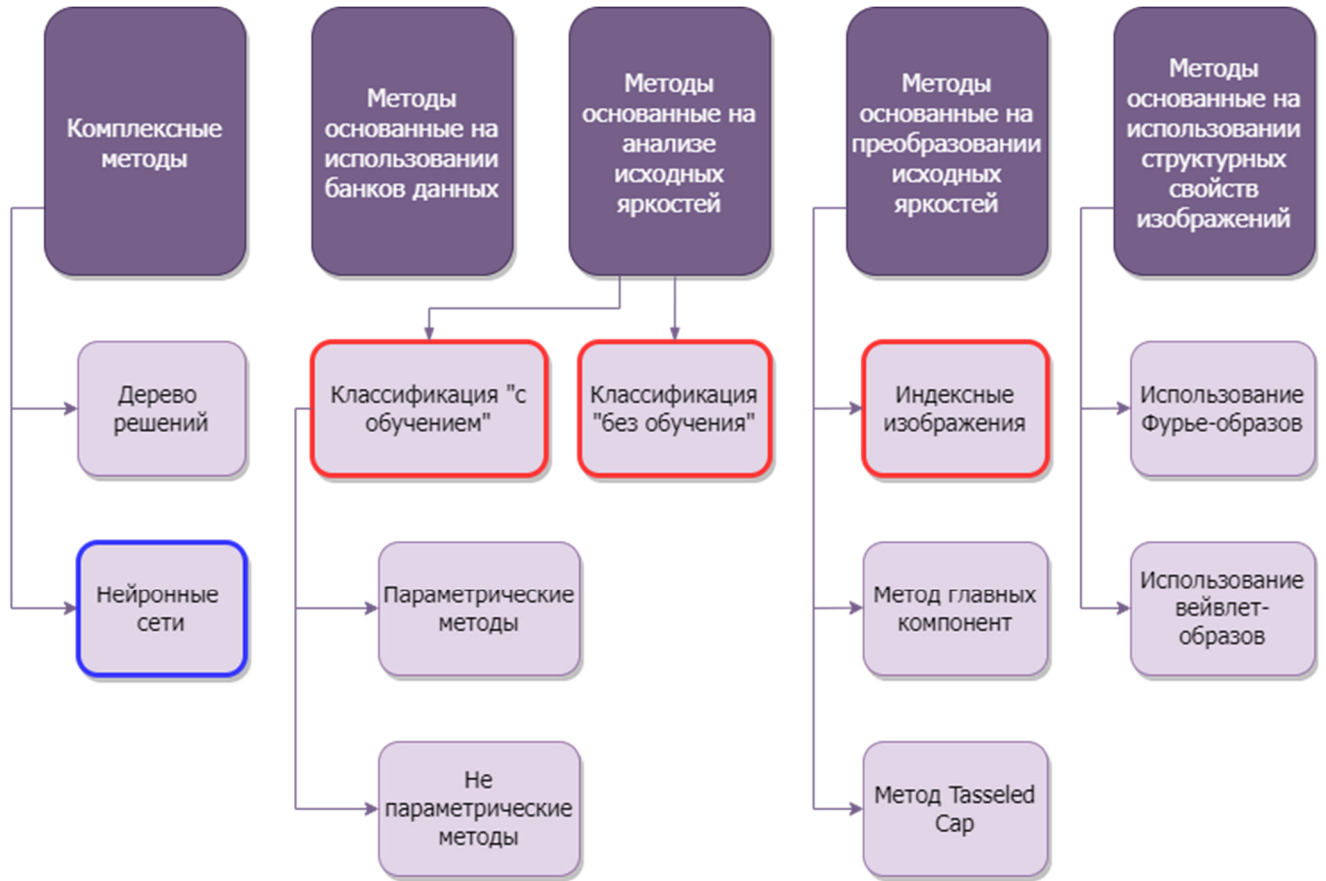 Комплексные
методы
Методы
основанные на
использовании
банков данных
Методы
основанные на
анализе
исходных
яркостей
Методы
основанные на
преобразовании
исходных
яркостей
Методы
основанные на
использовании
структурных
свойств
изображений
Дерево
решений
Классификация "с
обучением"
Классификация
"без обучения"
Индексные
изображения
Использование
Фурье-образов
Нейронные
сети
Параметрические
методы
Метод главных
компонент
Использование
вейвлет-
образов
Не
параметрические
методы
Метод Tasseled
Cap